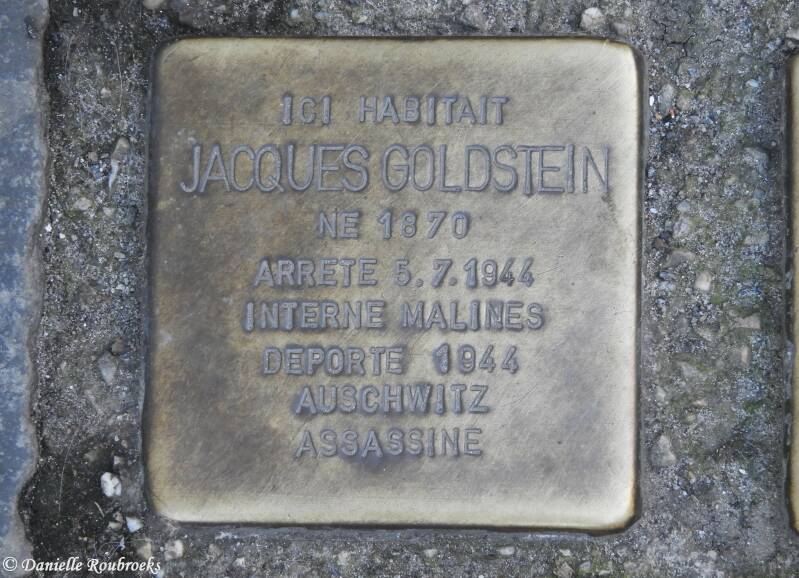 ICI HABITAIT
JACQUES GOLDSTEIN
NE 1870
ARRETE 5.7.1944
INTERNE MALINES
DEPORTE 1944
AUSCHWITZ
ASSASSINE
© Danielle Roubroeks